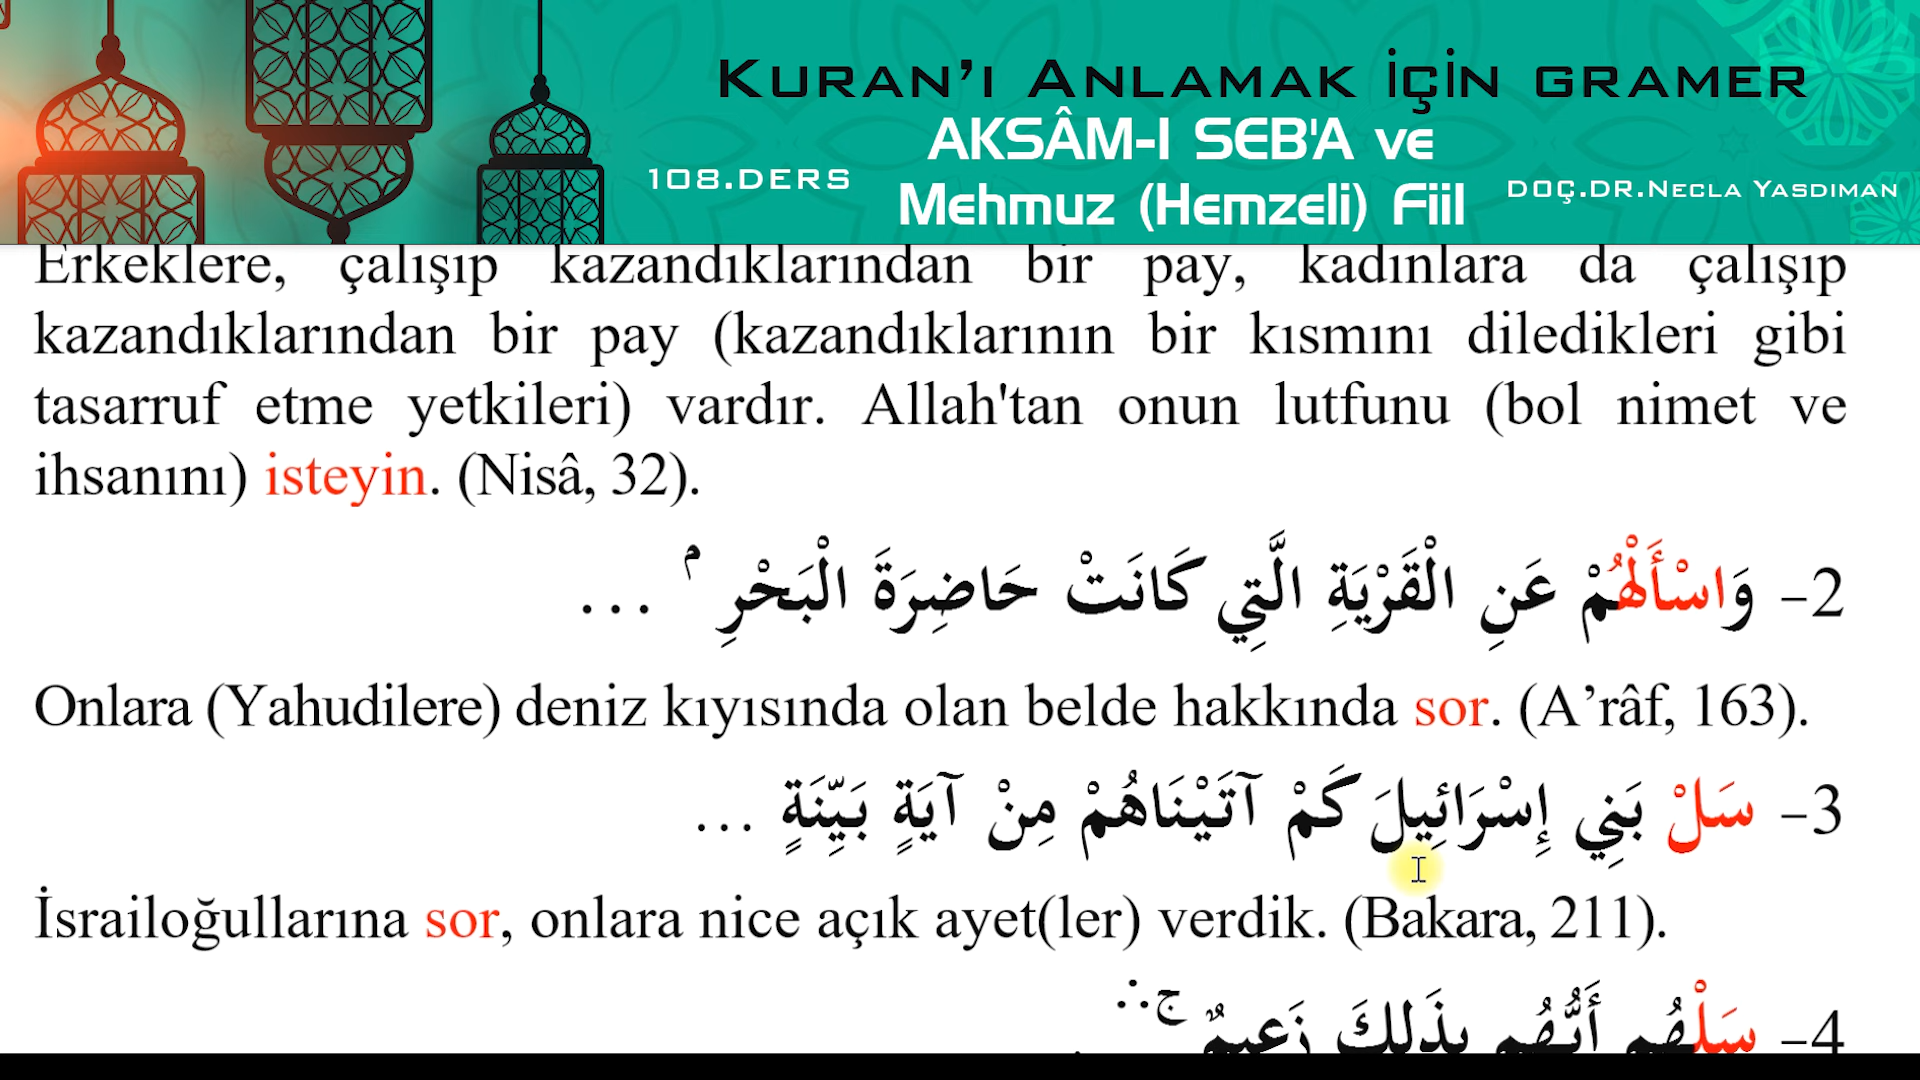 KURAN'I ANLAMAK İÇİN GRAMER
AKSÂM-I SEB'A ve
108.DERS
Mehmuz (Hemzeli) Fiil
DOÇ.DR.NECLA YASDIMAN
Erkeklere, çalışıp kazandıklarından bir pay, kadınlara da çalışıp
kazandıklarından bir pay (kazandıklarının bir kısmını diledikleri gibi
tasarruf etme yetkileri) vardır. Allah'tan onun lutfunu (bol nimet ve
ihsanını) isteyin. (Nisâ, 32).
2- وَاسْأَلْهُمْ عَنِ الْقَرْيَةِ الَّتِي كَانَتْ حَاضِرَةَ الْبَحْرِ م ...
Onlara (Yahudilere) deniz kıyısında olan belde hakkında sor. (A’râf, 163).
3- سَلْ بَنِي إِسْرَائِيلَ كَمْ آتَيْنَاهُمْ مِنْ آيَةٍ بَيِّنَةٍ ...
İsrailoğullarına sor, onlara nice açık ayet(ler) verdik. (Bakara, 211).
4- سَلْهُم أَيُّهُم بِذَلِكَ زَعِيمٌ ج ∴